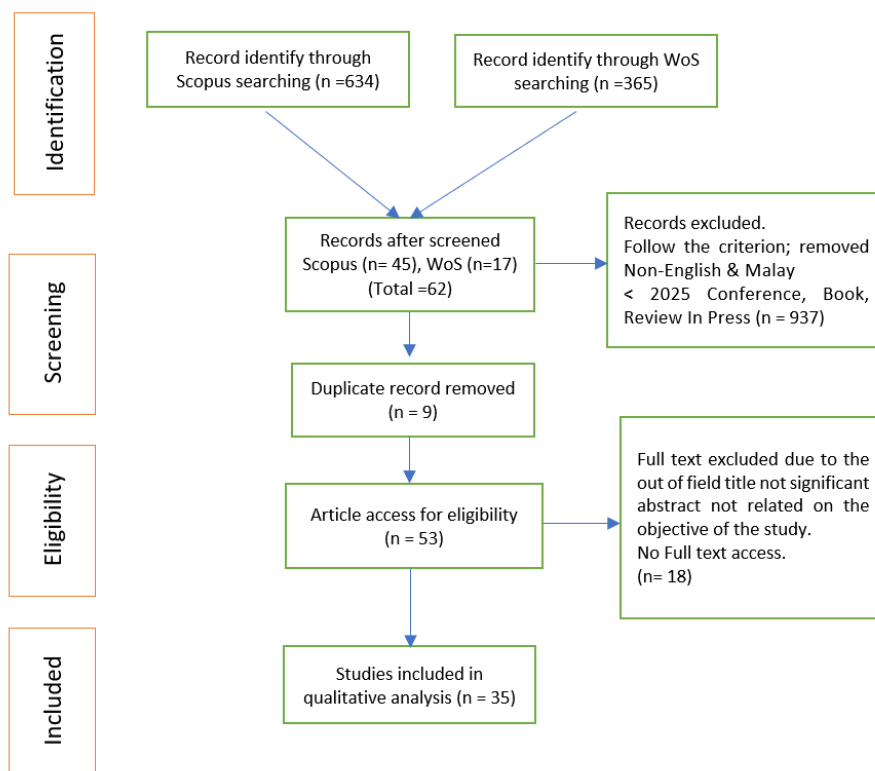 Identification
Record identify through
Scopus searching (n =634)
Record identify through WoS
searching (n =365)
Screening
Records after screened
Scopus (n= 45), WoS (n=17)
(Total =62)
Records excluded.
Follow the criterion; removed
Non-English & Malay
< 2025 Conference, Book,
Review In Press (n = 937)
Duplicate record removed
(n = 9)
Eligibility
Article access for eligibility
(n = 53)
Full text excluded due to the
out of field title not significant
abstract not related on the
objective of the study.
No Full text access.
(n= 18)
Included
Studies included in
qualitative analysis (n = 35)